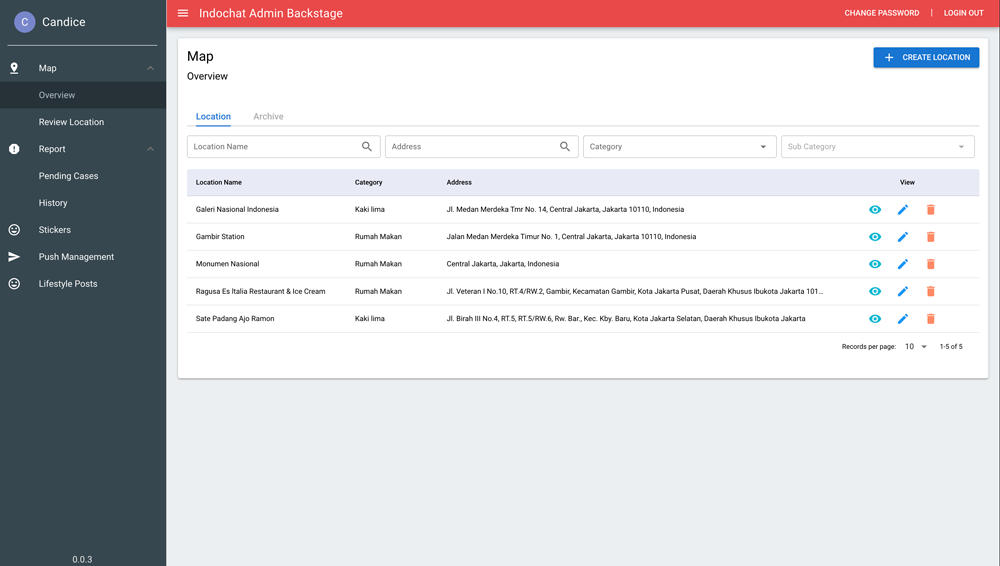 C Candice
Indochat Admin Backstage
CHANGE PASSWORD | LOGIN OUT
Map
Overview
Review Location
Report
Pending Cases
History
Stickers
Push Management
Lifestyle Posts
0.0.3
Map
CREATE LOCATION
Overview
Location Archive
Location Name Address Category Sub Category
Location Name Category Address View
Galeri Nasional Indonesia Kaki lima Jl. Medan Merdeka Tmr No. 14, Central Jakarta, Jakarta 10110, Indonesia
Gambir Station Rumah Makan Jalan Medan Merdeka Timur No. 1, Central Jakarta, Jakarta 10110, Indonesia
Monumen Nasional Rumah Makan Central Jakarta, Jakarta, Indonesia
Ragusa Es Italia Restaurant & Ice Cream Rumah Makan Jl. Veteran I No.10, RT.4/RW.2, Gambir, Kecamatan Gambir, Kota Jakarta Pusat, Daerah Khusus Ibukota Jakarta 101...
Sate Padang Ajo Ramon Kaki lima Jl. Birah III No.4, RT.5, RT.5/RW.6, Rw. Bar., Kec. Kby. Baru, Kota Jakarta Selatan, Daerah Khusus Ibukota Jakarta
Records per page: 10 1-5 of 5